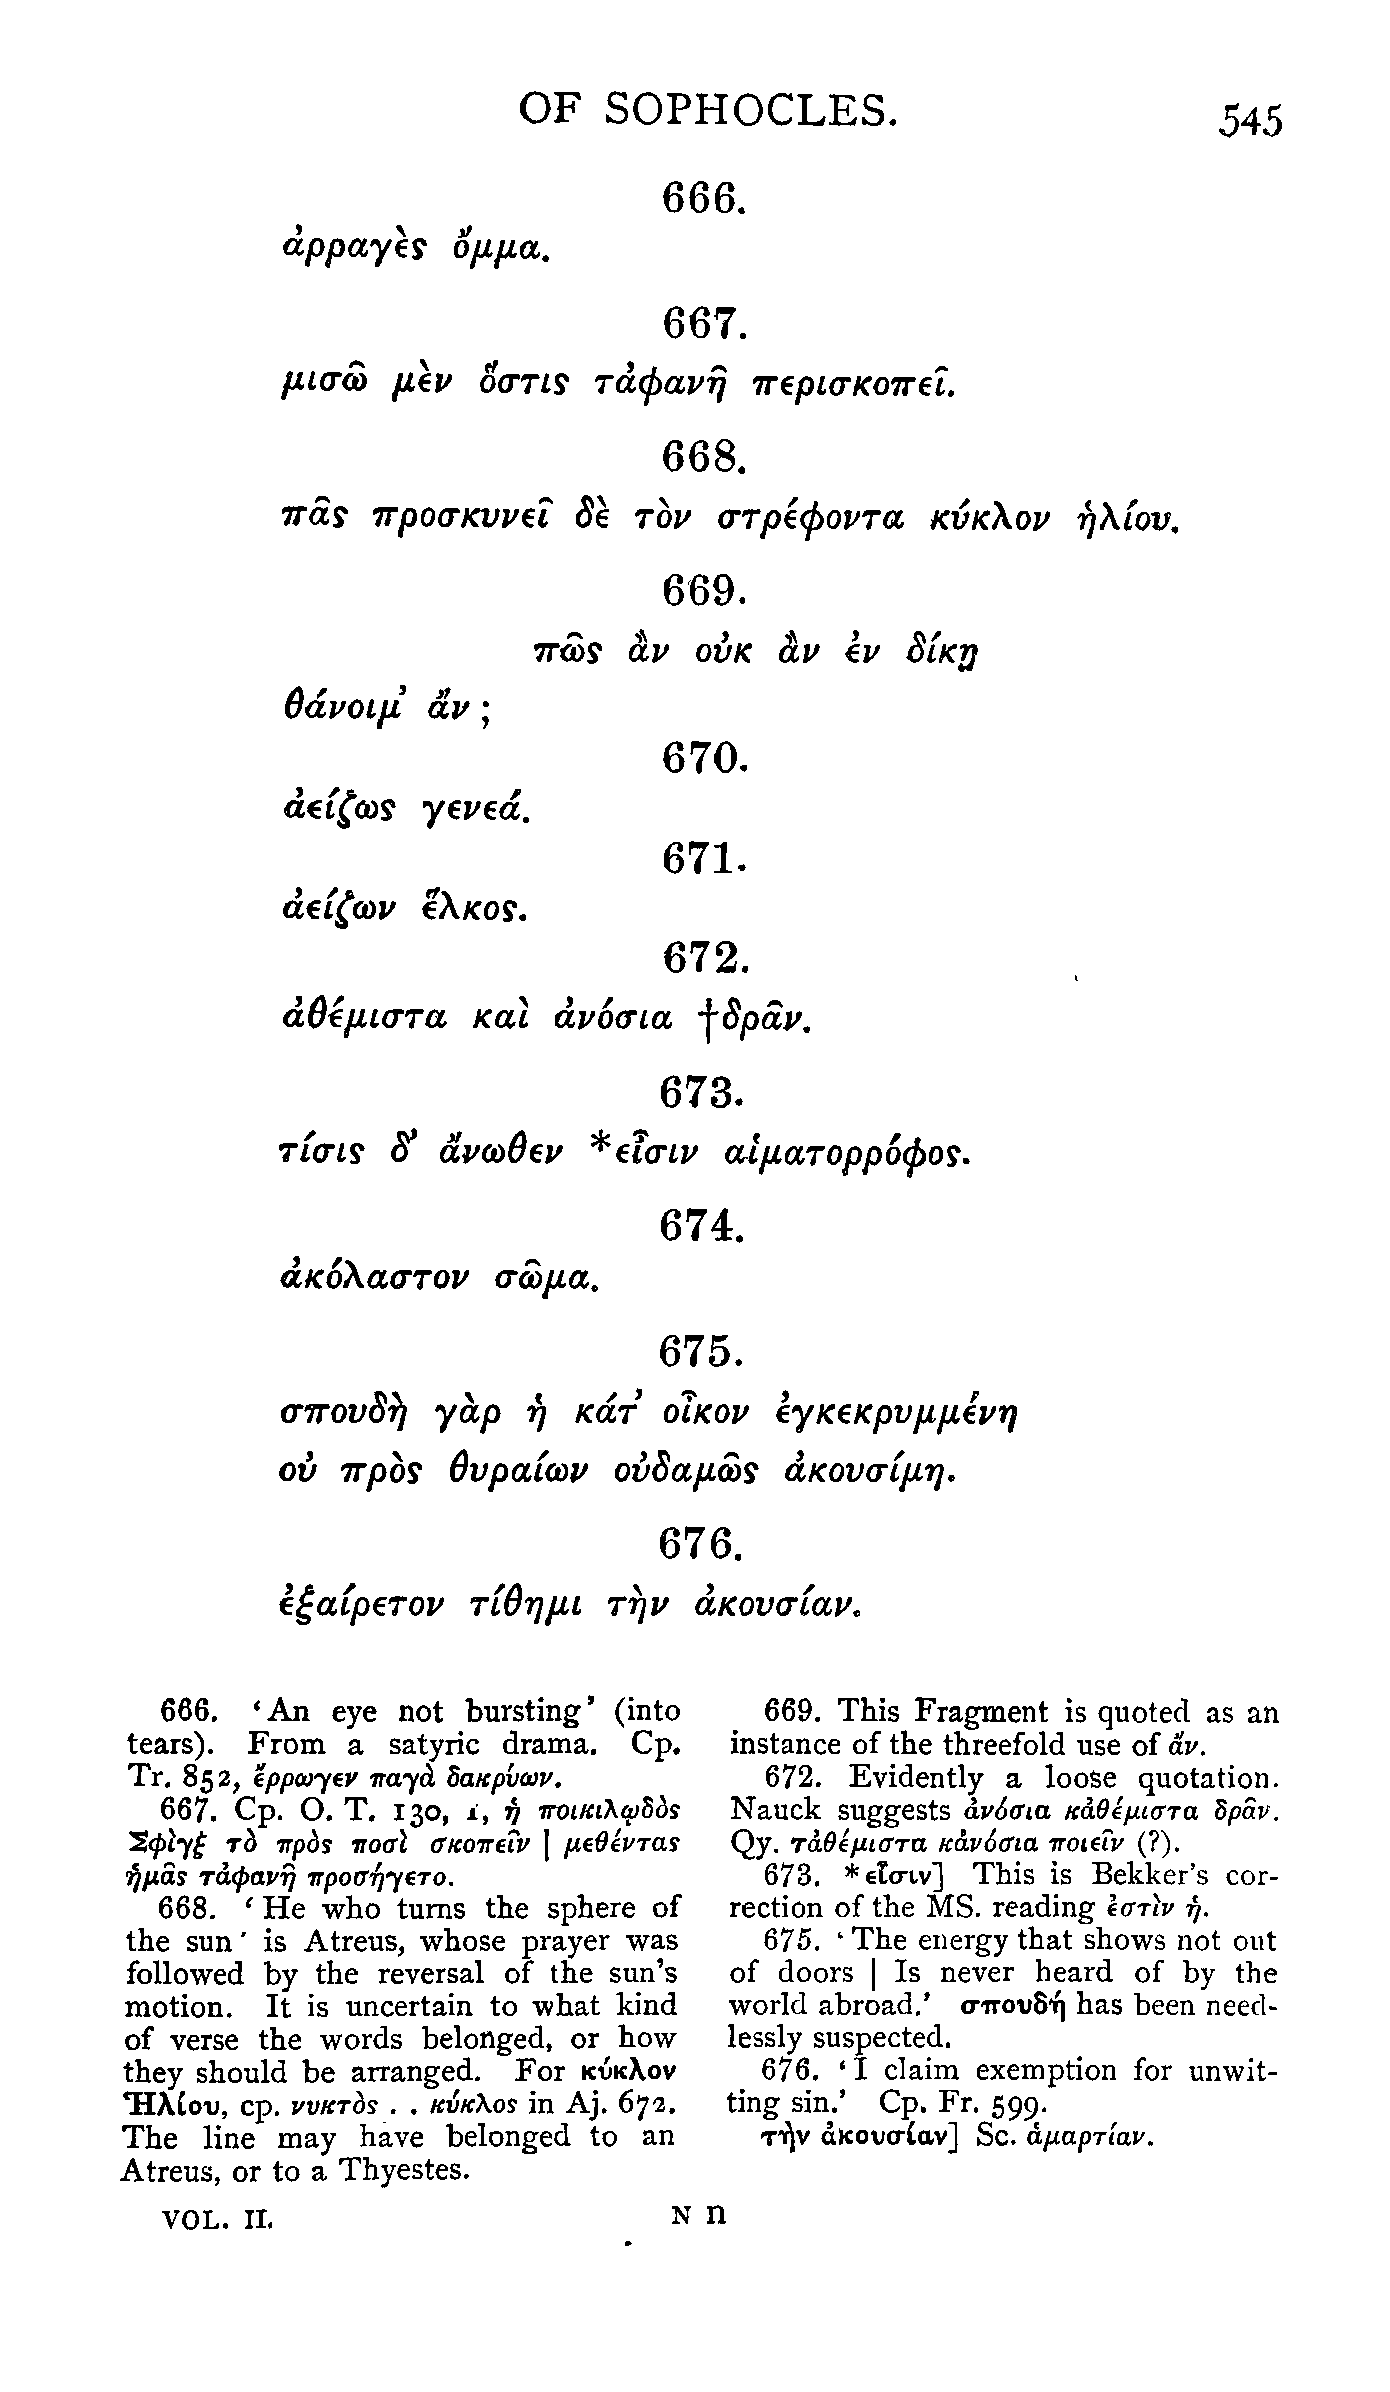 OF SOPHOCLES.
545
666.
ἀρραγὲς ὄμμα.
667.
μισῶ μὲν ὅστις τἀφανῆ περισκοπεῖ.
668.
πᾶς προσκυνεῖ δὲ τὸν στρέφοντα κύκλον ἡλίου.
669.
πῶς ἂν οὐκ ἂν ἐν δίκῃ
θάνοιμ’ ἄν ;
670.
ἀείζως γενεά.
671.
ἀείζων ἕλκος.
672.
ἀθέμιστα καὶ ἀνόσια †δρᾶν.
673.
τίσις δ’ ἄνωθεν *εἶσιν αἱματορρόφος.
674.
ἀκόλαστον σῶμα.
675.
σπουδὴ γὰρ ἡ κάτ’ οἶκον ἐγκεκρυμμένη
οὐ πρὸς θυραίων οὐδαμῶς ἀκουσίμη.
676.
ἐξαίρετον τίθημι τὴν ἀκουσίαν.
666. ‘An eye not bursting’ (into
tears). From a satyric drama. Cp.
Tr. 852, ἔρρωγεν παγὰ δακρύων.
667. Cp. O. T. 130, 1, ἡ ποικιλῳδὸς
Σφὶγξ τὸ πρὸς ποσὶ σκοπεῖν | μεθέντας
ἡμᾶς τἀφανῆ προσήγετο.
668. ‘He who turns the sphere of
the sun’ is Atreus, whose prayer was
followed by the reversal of the sun’s
motion. It is uncertain to what kind
of verse the words belonged, or how
they should be arranged. For κύκλον
Ἡλίου, cp. νυκτὸς . . κύκλος in Aj. 672.
The line may have belonged to an
Atreus, or to a Thyestes.
669. This Fragment is quoted as an
instance of the threefold use of ἄν.
672. Evidently a loose quotation.
Nauck suggests ἀνόσια κἀθέμιστα δρᾶν.
Qy. τἀθέμιστα κἀνόσια ποιεῖν (?).
673. *εἶσιν] This is Bekker’s cor-
rection of the MS. reading ἐστὶν ἡ.
675. ‘The energy that shows not out
of doors | Is never heard of by the
world abroad.’ σπουδή has been need-
lessly suspected.
676. ‘I claim exemption for unwit-
ting sin.’ Cp. Fr. 599.
τὴν ἀκουσίαν] Sc. ἁμαρτίαν.
VOL. II.
N n